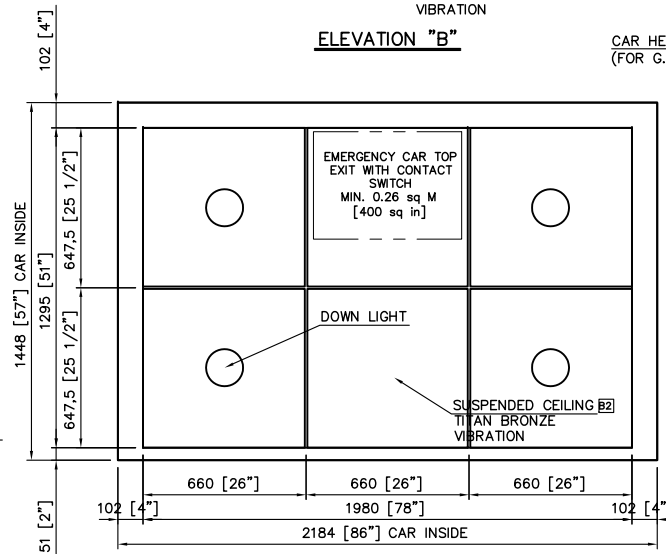 VIBRATION
ELEVATION "B"
CAR HE
(FOR G.
102 [4"]
EMERGENCY CAR TOP
EXIT WITH CONTACT
SWITCH
MIN. 0.26 sq M
[400 sq in]
1448 [57"] CAR INSIDE
1295 [51"]
647,5 [25 1/2"]
647,5 [25 1/2"]
DOWN LIGHT
SUSPENDED CEILING B2
TITAN BRONZE
VIBRATION
660 [26"]
660 [26"]
660 [26"]
102 [4"]
1980 [78"]
102 [4"
2184 [86"] CAR INSIDE
51 [2"]